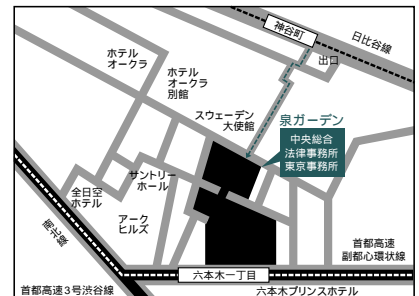 神谷町
日比谷線
出口
ホテル
オークラ
ホテル
オークラ
別館
スウェーデン
大使館
泉ガーデン
中央総合
法律事務所
東京事務所
サントリー
ホール
全日空
ホテル
アーク
ヒルズ
南北線
首都高速
副都心環状線
六本木一丁目
首都高速3号渋谷線
六本木プリンスホテル